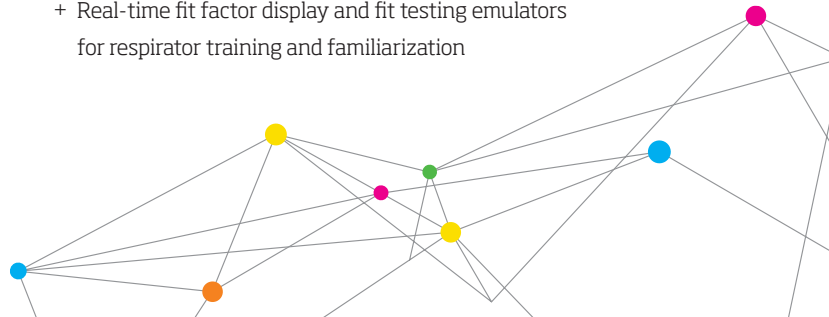 + Real-time fit factor display and fit testing emulators
for respirator training and familiarization